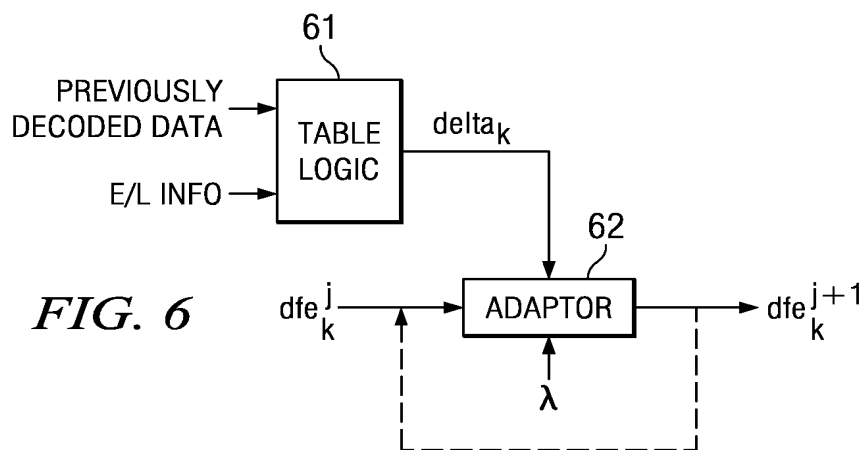 61
PREVIOUSLY
DECODED DATA
E/L INFO
TABLE
LOGIC
delta_k
62
FIG. 6
dfe_k^j
ADAPTOR
dfe_k^{j+1}
λ